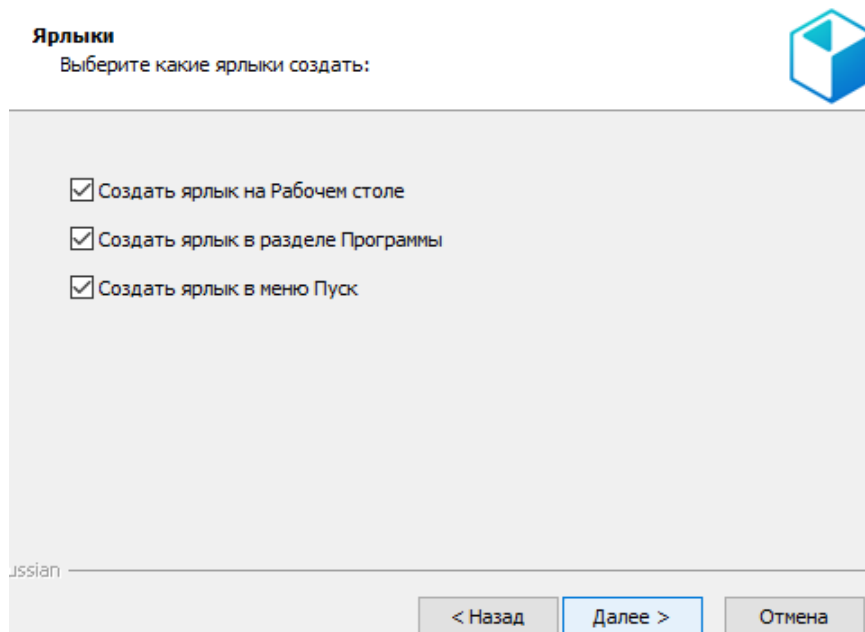 Ярлыки
Выберите какие ярлыки создать:
Создать ярлык на Рабочем столе
Создать ярлык в разделе Программы
Создать ярлык в меню Пуск
ussian
< Назад
Далее >
Отмена